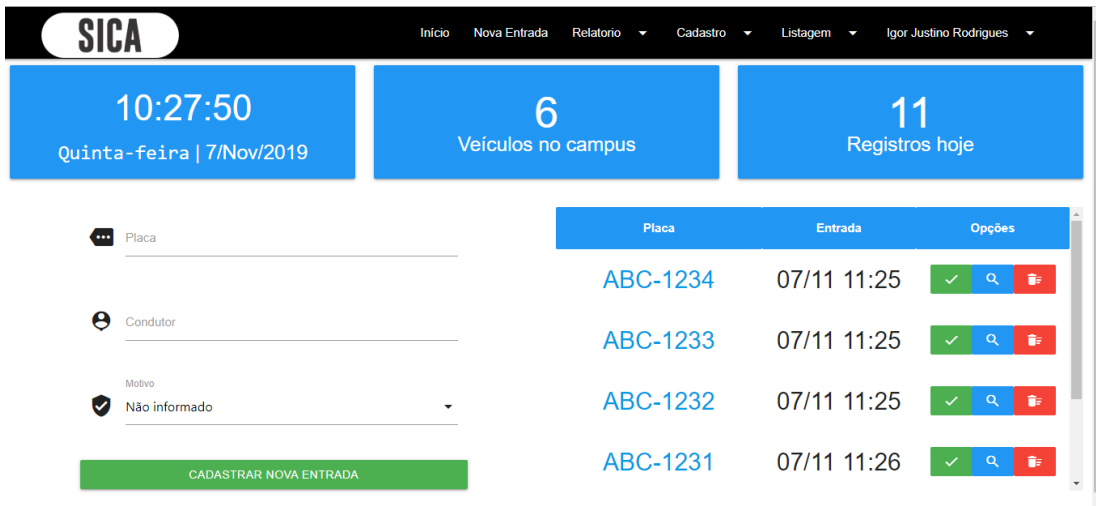 SICA
Início Nova Entrada Relatorio Cadastro Listagem Igor Justino Rodrigues
10:27:50
Quinta-feira | 7/Nov/2019
6
Veículos no campus
11
Registros hoje
Placa
Condutor
Motivo
Não informado
CADASTRAR NOVA ENTRADA
Placa Entrada Opções
ABC-1234 07/11 11:25
ABC-1233 07/11 11:25
ABC-1232 07/11 11:25
ABC-1231 07/11 11:26